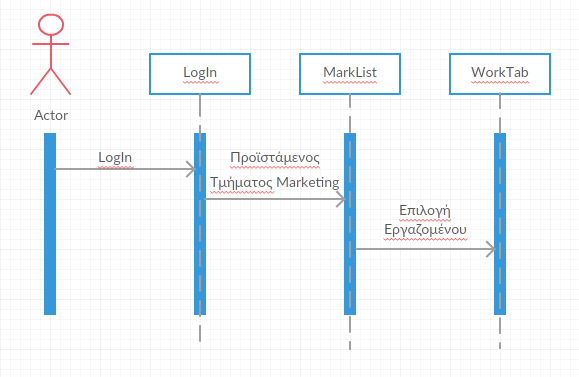 LogIn
MarkList
WorkTab
Actor
LogIn
Προϊστάμενος
Τμήματος Marketing
Επιλογή
Εργαζομένου